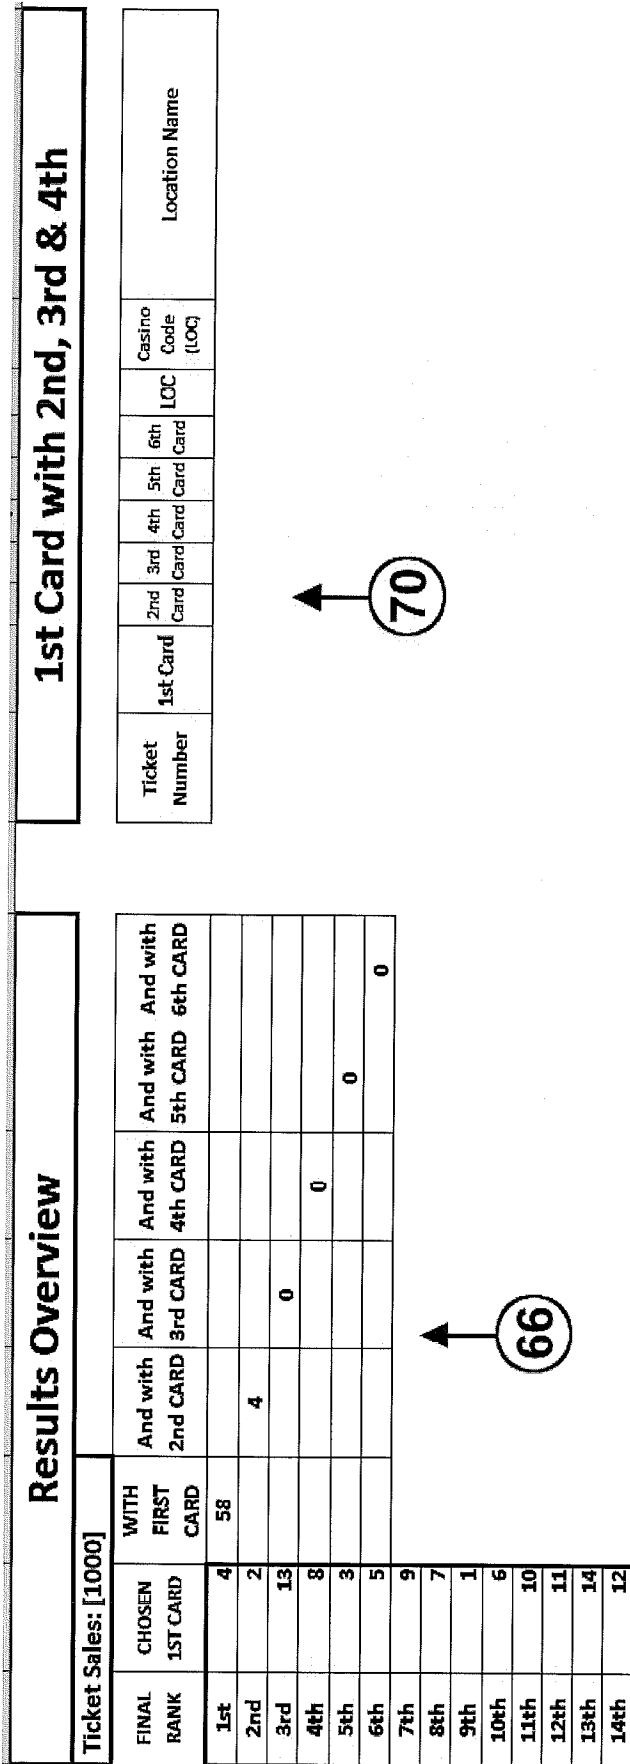 Results Overview
Ticket Sales: [1000]
FINAL RANK CHOSEN 1ST CARD WITH FIRST CARD And with 2nd CARD And with 3rd CARD And with 4th CARD And with 5th CARD And with 6th CARD
1st 4 58
2nd 2 4
3rd 13 0
4th 8 0
5th 3 0
6th 5 0
7th 9
8th 7
9th 1
10th 6
11th 10
12th 11
13th 14
14th 12
66
1st Card with 2nd, 3rd & 4th
Ticket Number 1st Card 2nd Card 3rd Card 4th Card 5th Card 6th Card LOC Casino Code (LOC) Location Name
70